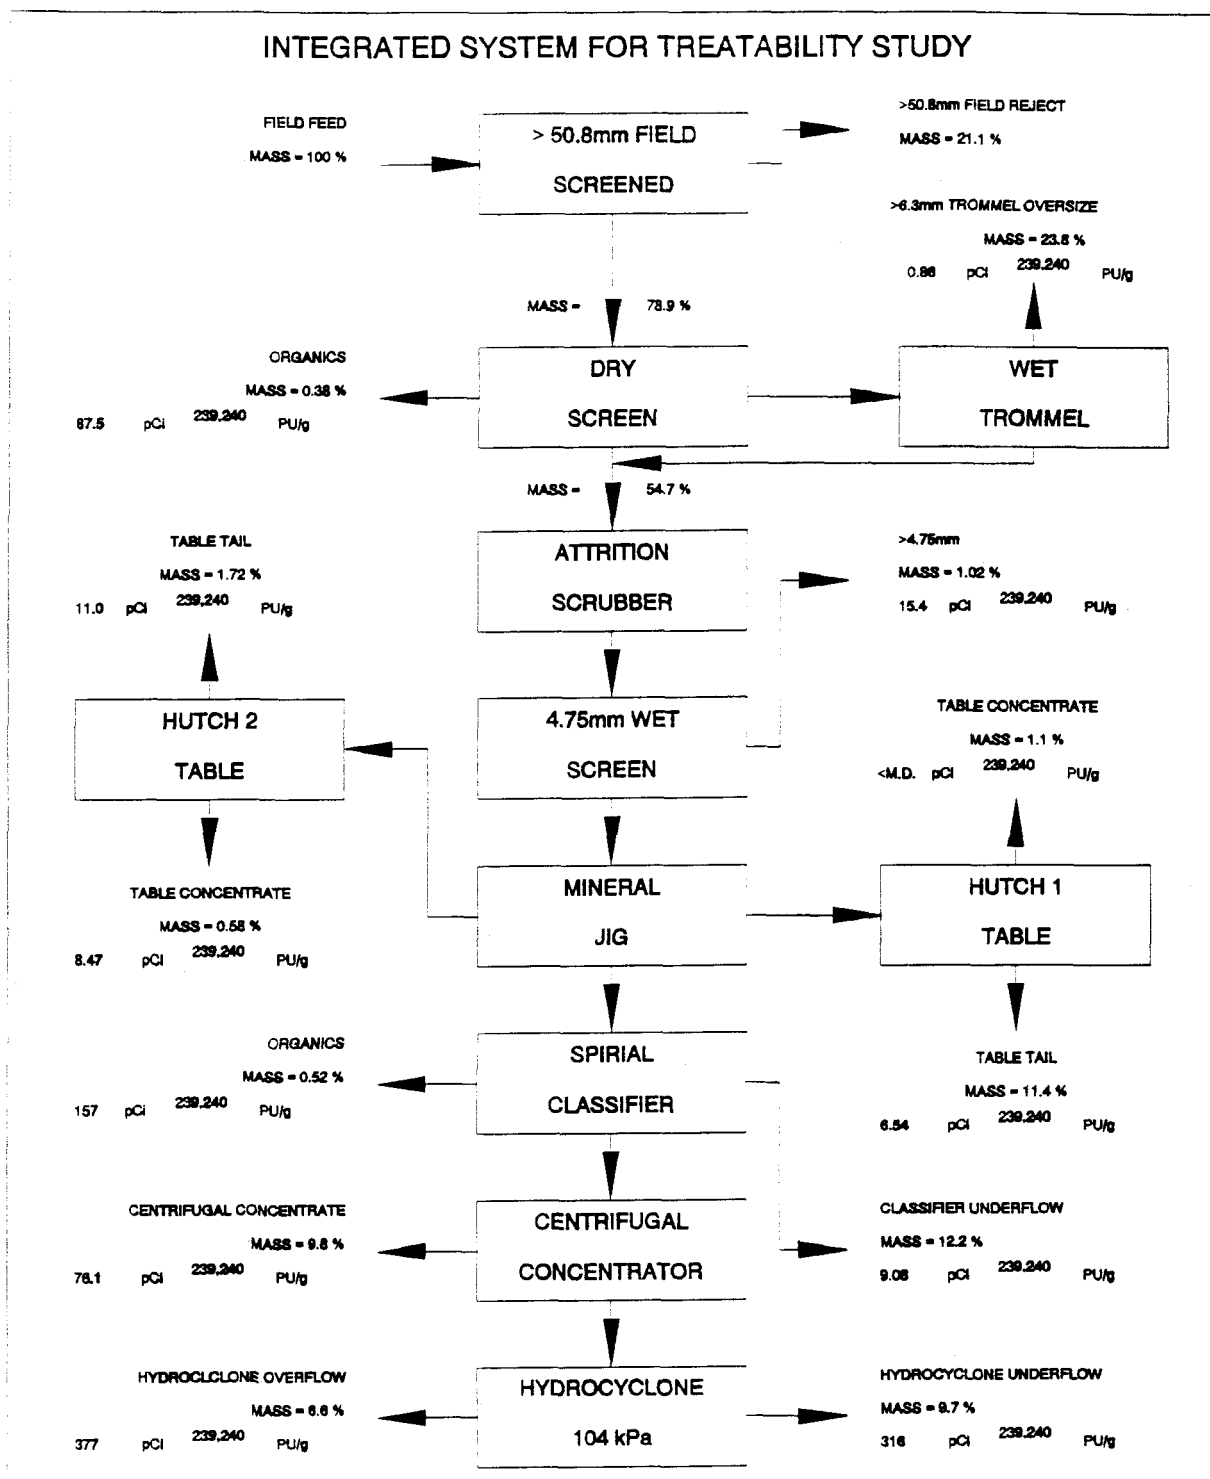 INTEGRATED SYSTEM FOR TREATABILITY STUDY
FIELD FEED
MASS = 100 %
> 50.8mm FIELD
SCREENED
>50.8mm FIELD REJECT
MASS = 21.1 %
>6.3mm TROMMEL OVERSIZE
MASS = 23.8 %
0.86 pCi 239,240 PU/g
MASS = 78.9 %
ORGANICS
MASS = 0.38 %
87.5 pCi 239,240 PU/g
DRY
SCREEN
WET
TROMMEL
MASS = 54.7 %
TABLE TAIL
MASS = 1.72 %
11.0 pCi 239,240 PU/g
ATTRITION
SCRUBBER
>4.75mm
MASS = 1.02 %
15.4 pCi 239,240 PU/g
HUTCH 2
TABLE
4.75mm WET
SCREEN
TABLE CONCENTRATE
MASS = 1.1 %
<M.D. pCi 239,240 PU/g
TABLE CONCENTRATE
MASS = 0.58 %
8.47 pCi 239,240 PU/g
MINERAL
JIG
HUTCH 1
TABLE
ORGANICS
MASS = 0.52 %
157 pCi 239,240 PU/g
SPIRIAL
CLASSIFIER
TABLE TAIL
MASS = 11.4 %
6.54 pCi 239,240 PU/g
CENTRIFUGAL CONCENTRATE
MASS = 9.8 %
76.1 pCi 239,240 PU/g
CENTRIFUGAL
CONCENTRATOR
CLASSIFIER UNDERFLOW
MASS = 12.2 %
9.06 pCi 239,240 PU/g
HYDROCLCLONE OVERFLOW
MASS = 6.6 %
377 pCi 239,240 PU/g
HYDROCYCLONE
104 kPa
HYDROCYCLONE UNDERFLOW
MASS = 9.7 %
316 pCi 239,240 PU/g